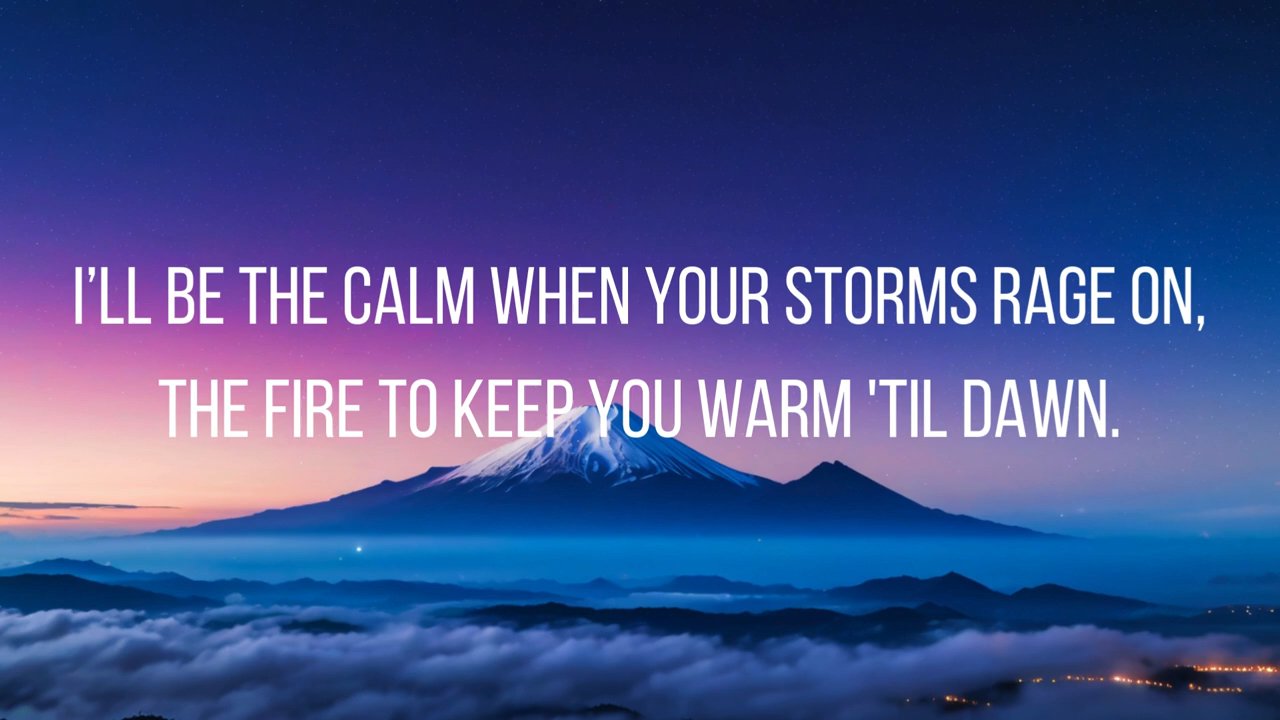 I’LL BE THE CALM WHEN YOUR STORMS RAGE ON,
THE FIRE TO KEEP YOU WARM 'TIL DAWN.